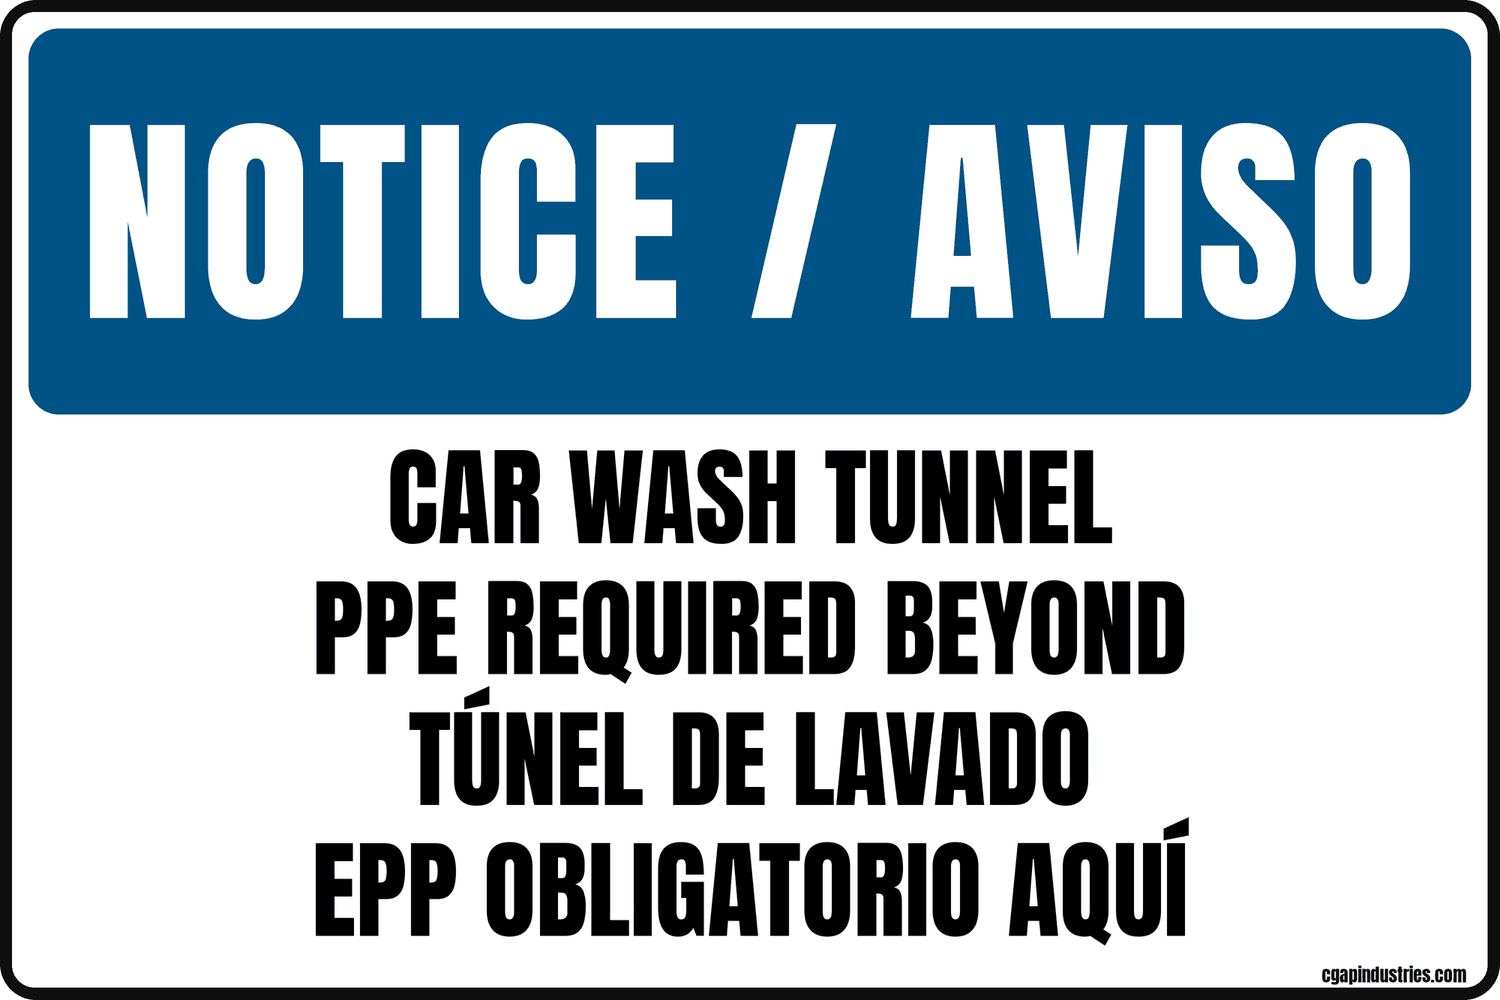 NOTICE / AVISO
CAR WASH TUNNEL
PPE REQUIRED BEYOND
TÚNEL DE LAVADO
EPP OBLIGATORIO AQUÍ
cgapindustries.com